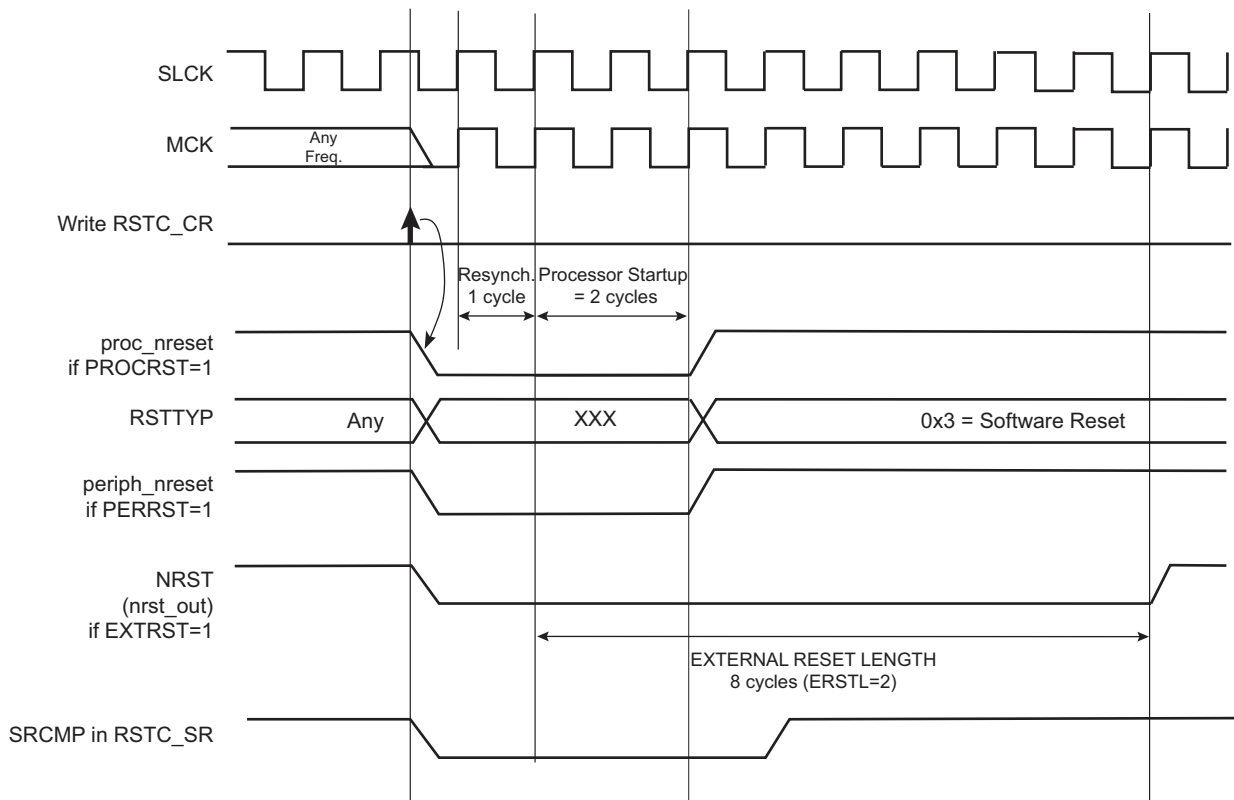 SLCK
MCK
Any
Freq.
Write RSTC_CR
Resynch.
1 cycle
Processor Startup
= 2 cycles
proc_nreset
if PROCRST=1
RSTTYP
Any
XXX
0x3 = Software Reset
periph_nreset
if PERRST=1
NRST
(nrst_out)
if EXTRST=1
EXTERNAL RESET LENGTH
8 cycles (ERSTL=2)
SRCMP in RSTC_SR